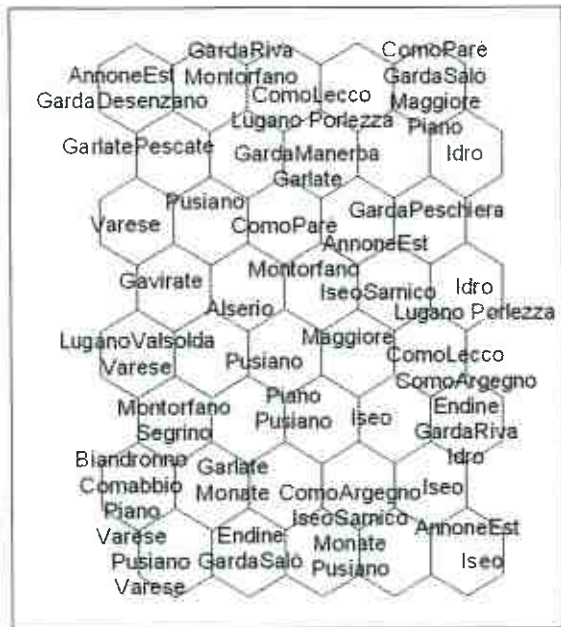 GardaRiva ComoParè
AnnoneEst Montorfano GardaSalò
GardaDesenzano ComoLecco Maggiore
Lugano Porlezza Piano
GarlatePescate GardaManerba Idro
Garlate
Pusiano GardaPeschiera
Varese ComoParè
AnnoneEst
Montorfano
Gavirate IseoSarnico Idro
Alserio Lugano Porlezza
LuganoValsolda Maggiore
Varese Pusiano ComoLecco
Piano ComoArgegno
Montorfano Pusiano Iseo Endine
Segrino GardaRiva
Biandronno Garlate Idro
Comabbio Monate ComoArgegno Iseo
Piano IseoSarnico
Varese Endine Monate AnnoneEst
Pusiano GardaSalò Pusiano Iseo
Varese